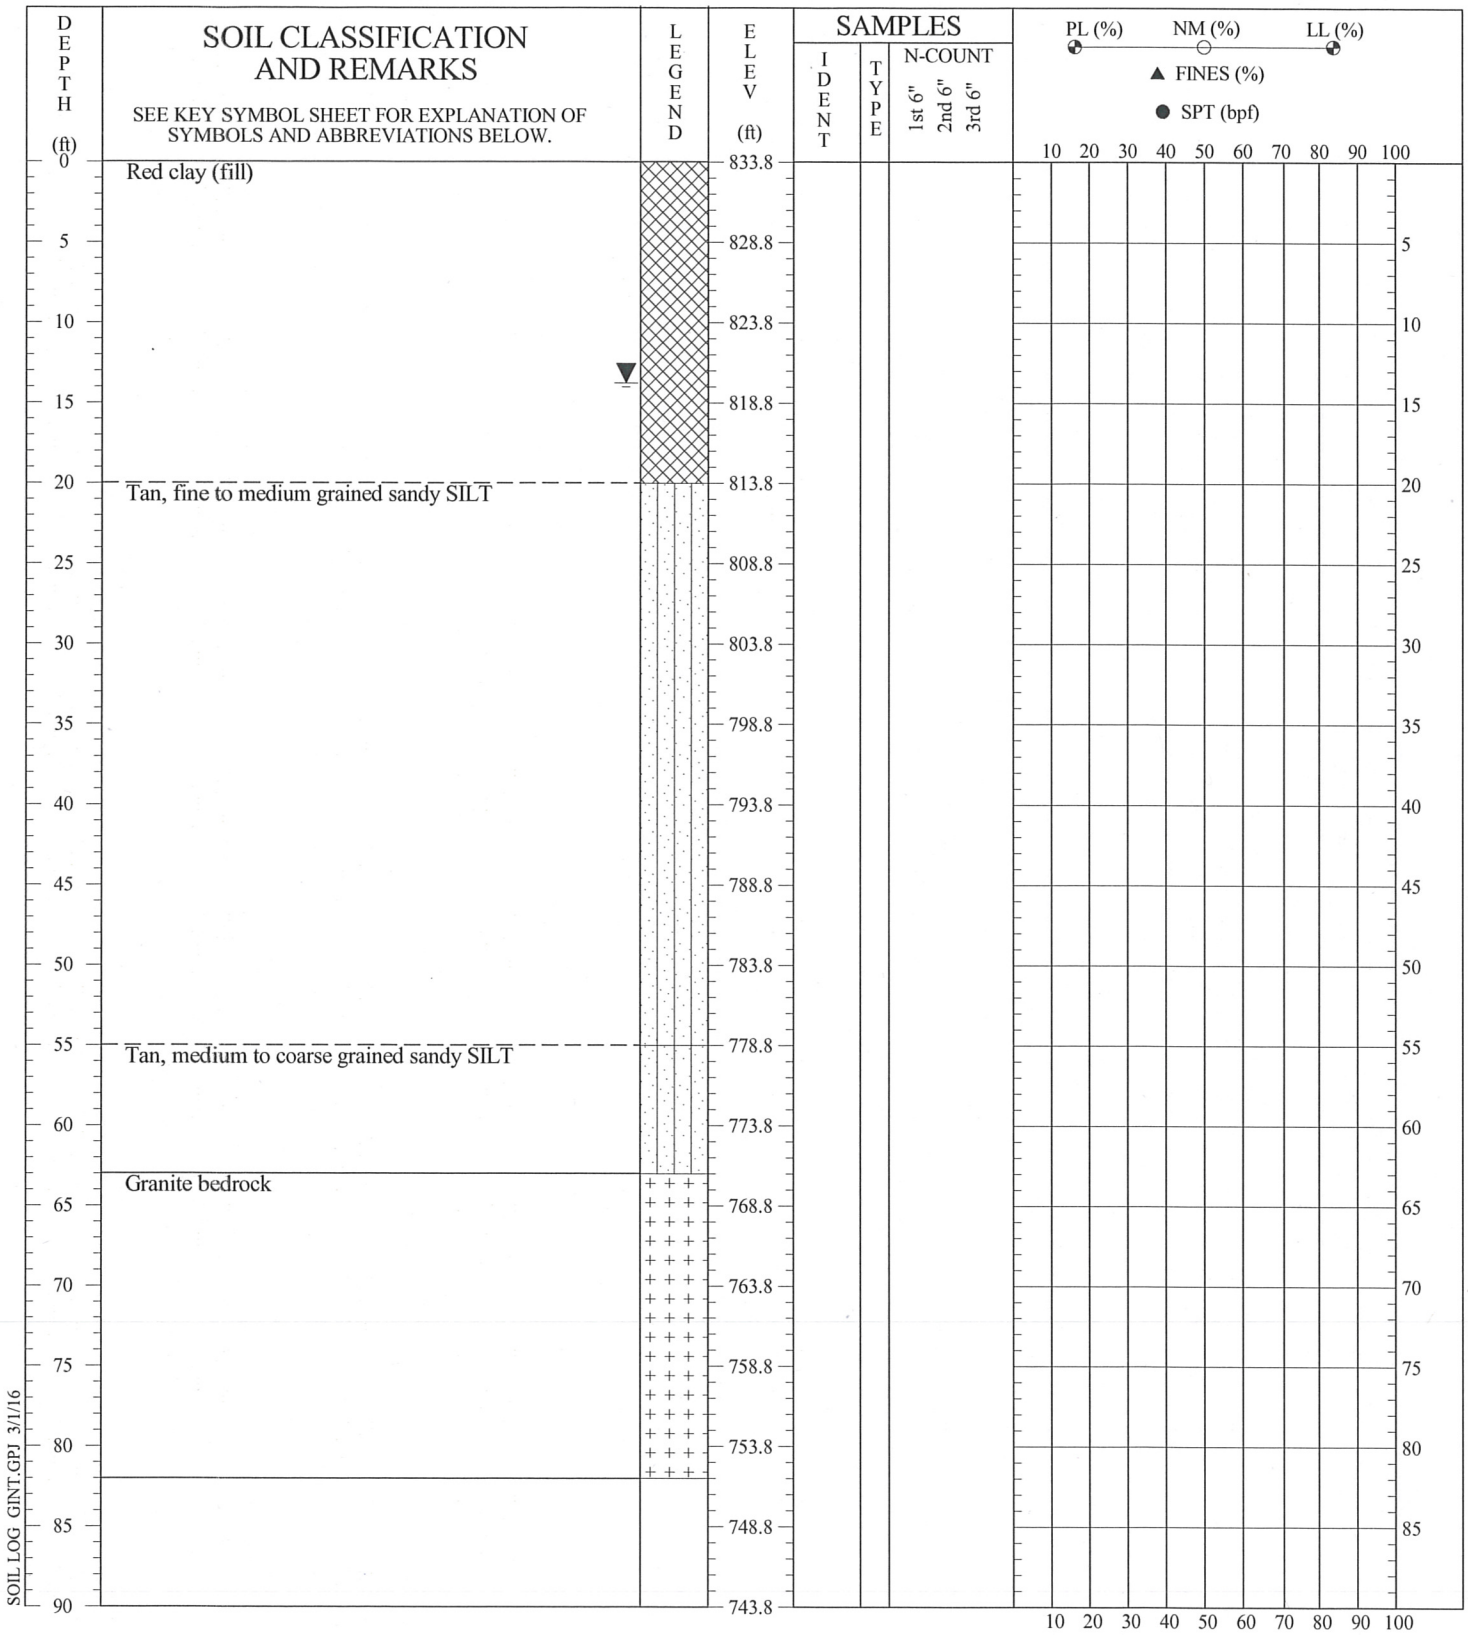 DEPTH
(ft)
SOIL CLASSIFICATION
AND REMARKS
SEE KEY SYMBOL SHEET FOR EXPLANATION OF
SYMBOLS AND ABBREVIATIONS BELOW.
LEGEND
ELEV
(ft)
SAMPLES
IDENT
TYPE
N-COUNT
1st 6"
2nd 6"
3rd 6"
PL (%) NM (%) LL (%)
▲ FINES (%)
● SPT (bpf)
10 20 30 40 50 60 70 80 90 100
0 833.8
Red clay (fill)
5 828.8 5
10 823.8 10
15 818.8 15
20 813.8 20
Tan, fine to medium grained sandy SILT
25 808.8 25
30 803.8 30
35 798.8 35
40 793.8 40
45 788.8 45
50 783.8 50
55 778.8 55
Tan, medium to coarse grained sandy SILT
60 773.8 60
Granite bedrock
65 768.8 65
70 763.8 70
75 758.8 75
80 753.8 80
85 748.8 85
90 743.8
10 20 30 40 50 60 70 80 90 100
SOIL LOG GINT.GPJ 3/1/16